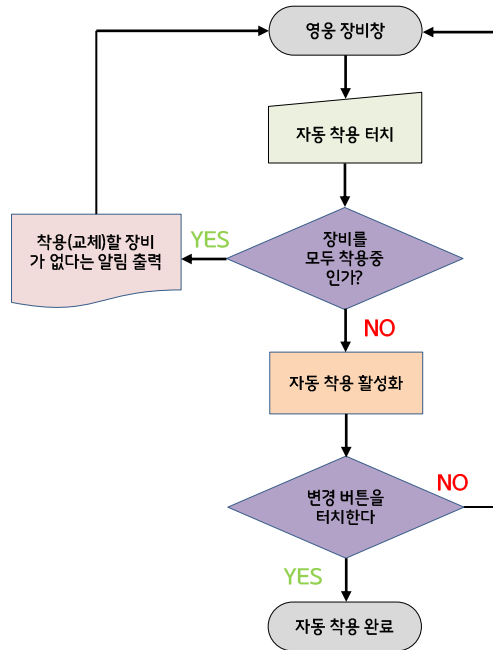 영웅 장비창
자동 착용 터치
장비를
모두 착용중
인가?
YES
착용(교체)할 장비
가 없다는 알림 출력
NO
자동 착용 활성화
변경 버튼을
터치한다
NO
YES
자동 착용 완료